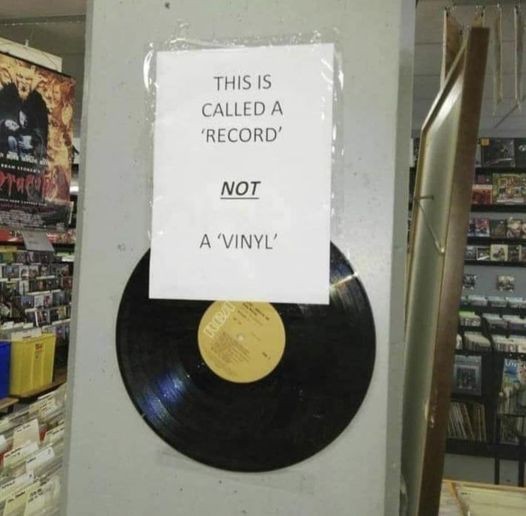 THIS IS
CALLED A
'RECORD'
NOT
A 'VINYL'